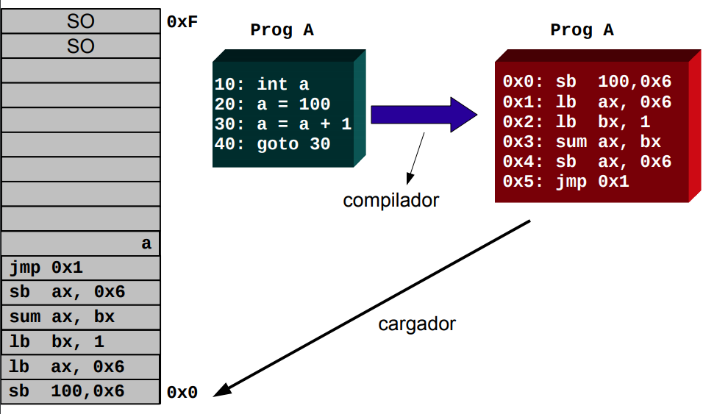 SO
SO
a
jmp 0x1
sb ax, 0x6
sum ax, bx
lb bx, 1
lb ax, 0x6
sb 100,0x6
0xF
0x0
Prog A
10: int a
20: a = 100
30: a = a + 1
40: goto 30
compilador
Prog A
0x0: sb 100,0x6
0x1: lb ax, 0x6
0x2: lb bx, 1
0x3: sum ax, bx
0x4: sb ax, 0x6
0x5: jmp 0x1
cargador